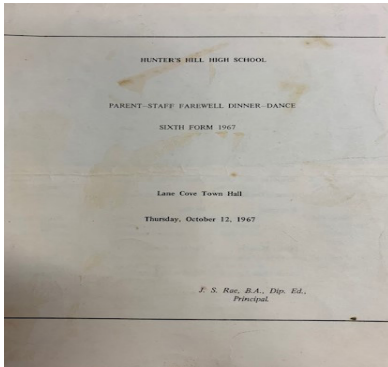 HUNTER'S HILL HIGH SCHOOL
PARENT-STAFF FAREWELL DINNER-DANCE
SIXTH FORM 1967
Lane Cove Town Hall
Thursday, October 12, 1967
J. S. Rae, B.A., Dip. Ed.,
Principal.